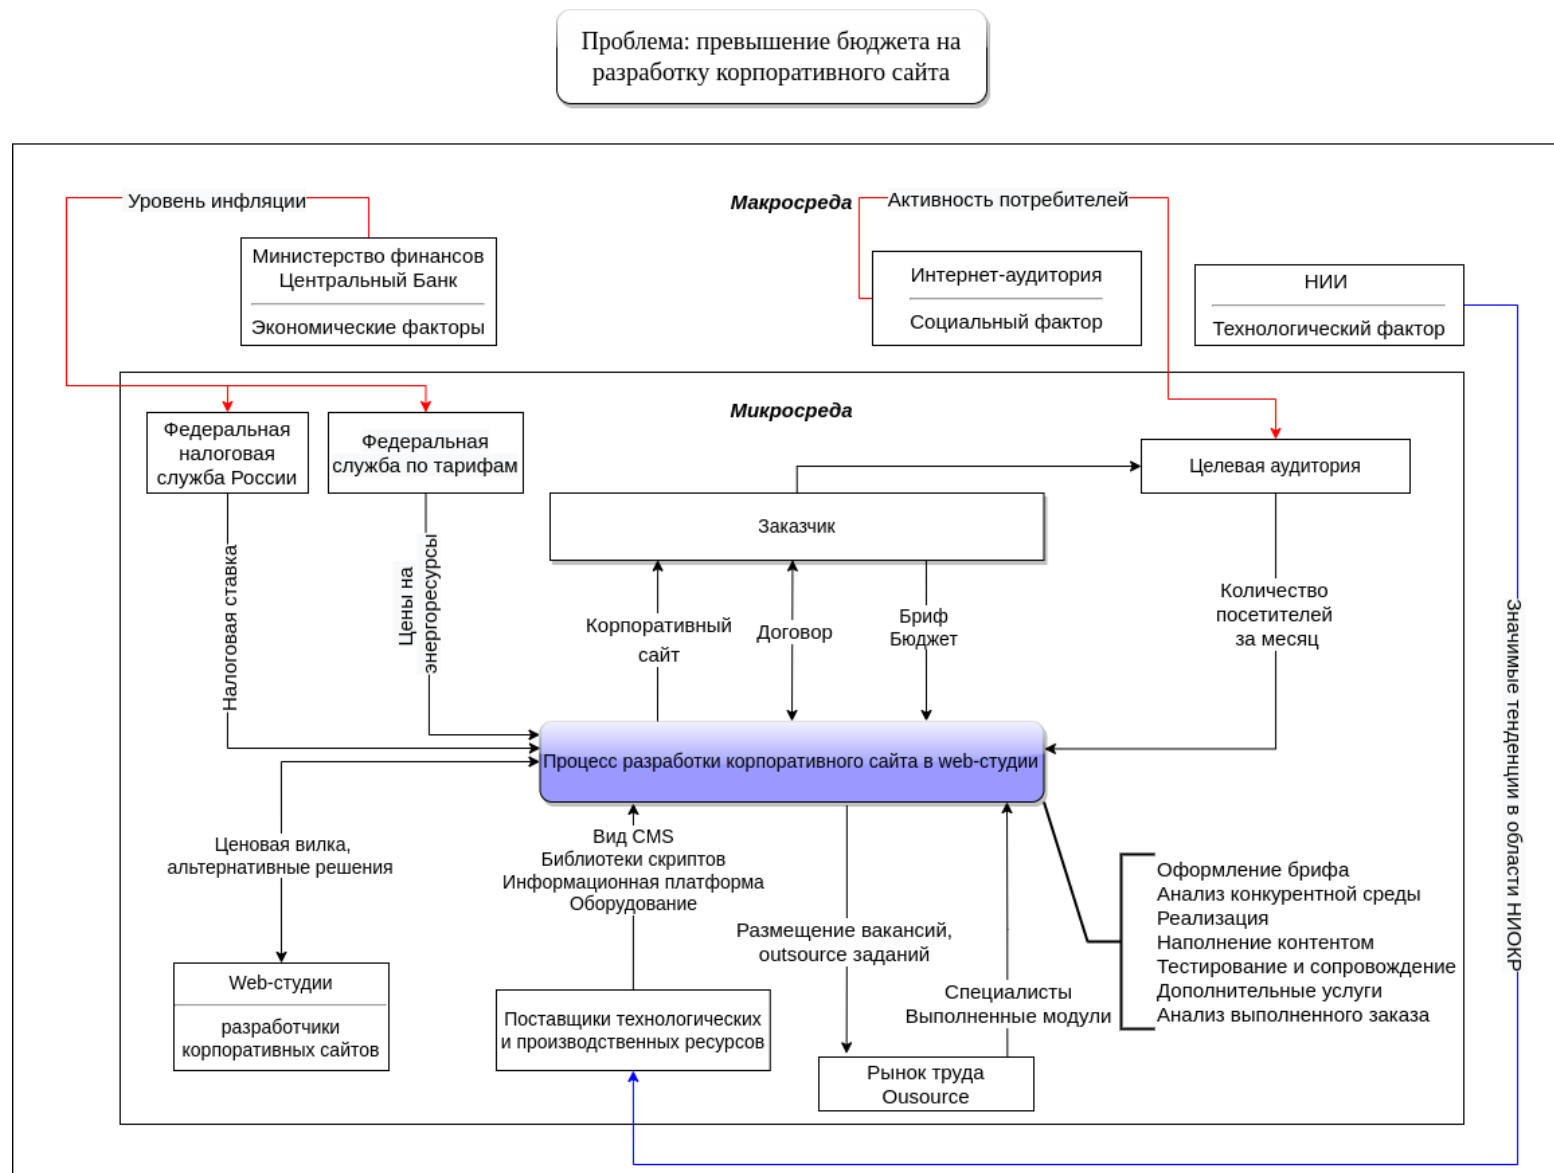 Проблема: превышение бюджета на
разработку корпоративного сайта
Уровень инфляции
Макросреда
Активность потребителей
Министерство финансов
Центральный Банк
Экономические факторы
Интернет-аудитория
Социальный фактор
НИИ
Технологический фактор
Микросреда
Федеральная
налоговая
служба России
Федеральная
служба по тарифам
Целевая аудитория
Заказчик
Налоговая ставка
Цены на
энергоресурсы
Корпоративный
сайт
Договор
Бриф
Бюджет
Количество
посетителей
за месяц
Значимые тенденции в области НИОКР
Процесс разработки корпоративного сайта в web-студии
Ценовая вилка,
альтернативные решения
Вид CMS
Библиотеки скриптов
Информационная платформа
Оборудование
Размещение вакансий,
outsource заданий
Специалисты
Выполненные модули
Оформление брифа
Анализ конкурентной среды
Реализация
Наполнение контентом
Тестирование и сопровождение
Дополнительные услуги
Анализ выполненного заказа
Web-студии
разработчики
корпоративных сайтов
Поставщики технологических
и производственных ресурсов
Рынок труда
Ousource